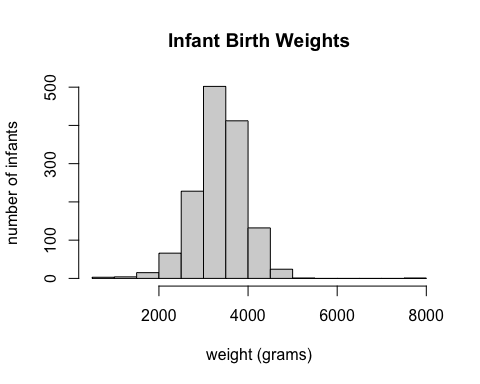 Infant Birth Weights
number of infants
500
300
100
0
2000 4000 6000 8000
weight (grams)